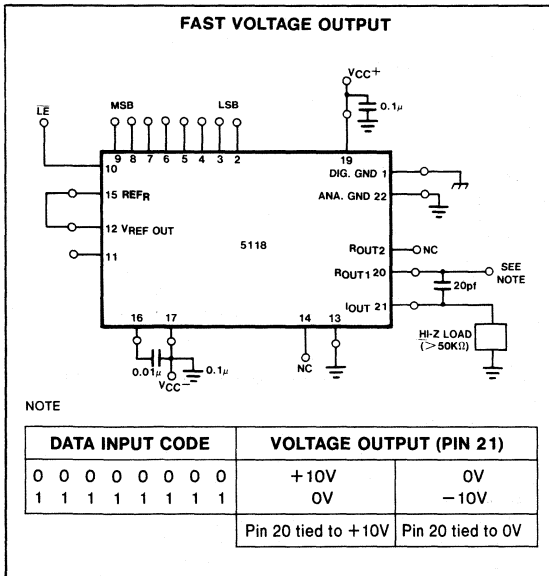 FAST VOLTAGE OUTPUT
VCC+
0.1μ
LE MSB LSB
9 8 7 6 5 4 3 2 19
10
DIG. GND 1
15 REFR
ANA. GND 22
12 VREF OUT
5118
ROUT2 NC
11
ROUT1 20
SEE
NOTE
20pf
IOUT 21
16 17 14 13
HI-Z LOAD
(>50KΩ)
0.01μ 0.1μ NC
VCC-
NOTE
DATA INPUT CODE VOLTAGE OUTPUT (PIN 21)
0 0 0 0 0 0 0 0 +10V 0V
1 1 1 1 1 1 1 1 0V -10V
Pin 20 tied to +10V Pin 20 tied to 0V